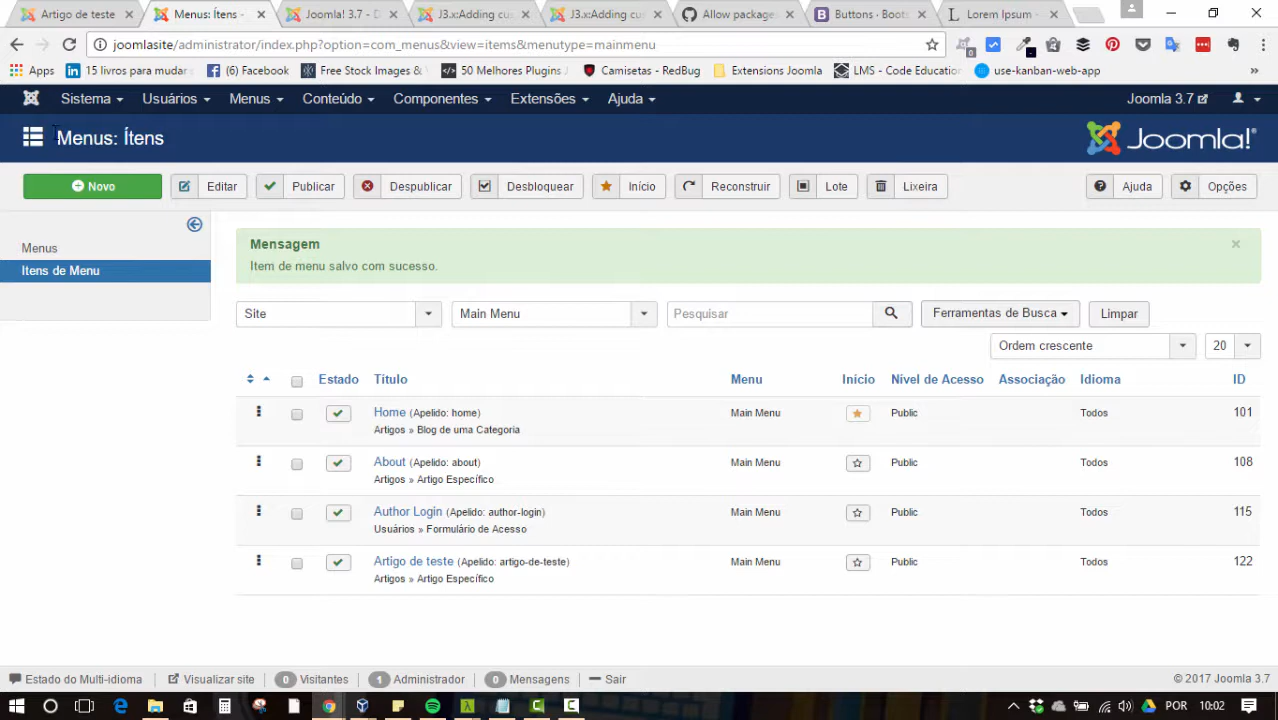 Artigo de teste
Menus: Ítens -
Joomla! 3.7 - D
J3.x:Adding cus
J3.x:Adding cus
Allow package
Buttons · Boots
Lorem Ipsum -
joomlasite/administrator/index.php?option=com_menus&view=items&menutype=mainmenu
Apps
15 livros para mudar
(6) Facebook
Free Stock Images &
50 Melhores Plugins J
Camisetas - RedBug
Extensions Joomla
LMS - Code Education
use-kanban-web-app
»
Sistema
Usuários
Menus
Conteúdo
Componentes
Extensões
Ajuda
Joomla 3.7
Menus: Ítens
Joomla!®
Novo
Editar
Publicar
Despublicar
Desbloquear
Início
Reconstruir
Lote
Lixeira
Ajuda
Opções
Menus
Itens de Menu
Mensagem
Item de menu salvo com sucesso.
×
Site
Main Menu
Pesquisar
Ferramentas de Busca
Limpar
Ordem crescente
20
Estado
Título
Menu
Início
Nível de Acesso
Associação
Idioma
ID
Home (Apelido: home)
Artigos » Blog de uma Categoria
Main Menu
Public
Todos
101
About (Apelido: about)
Artigos » Artigo Específico
Main Menu
Public
Todos
108
Author Login (Apelido: author-login)
Usuários » Formulário de Acesso
Main Menu
Public
Todos
115
Artigo de teste (Apelido: artigo-de-teste)
Artigos » Artigo Específico
Main Menu
Public
Todos
122
Estado do Multi-idioma
Visualizar site
0 Visitantes
1 Administrador
0 Mensagens
Sair
© 2017 Joomla 3.7
POR
10:02